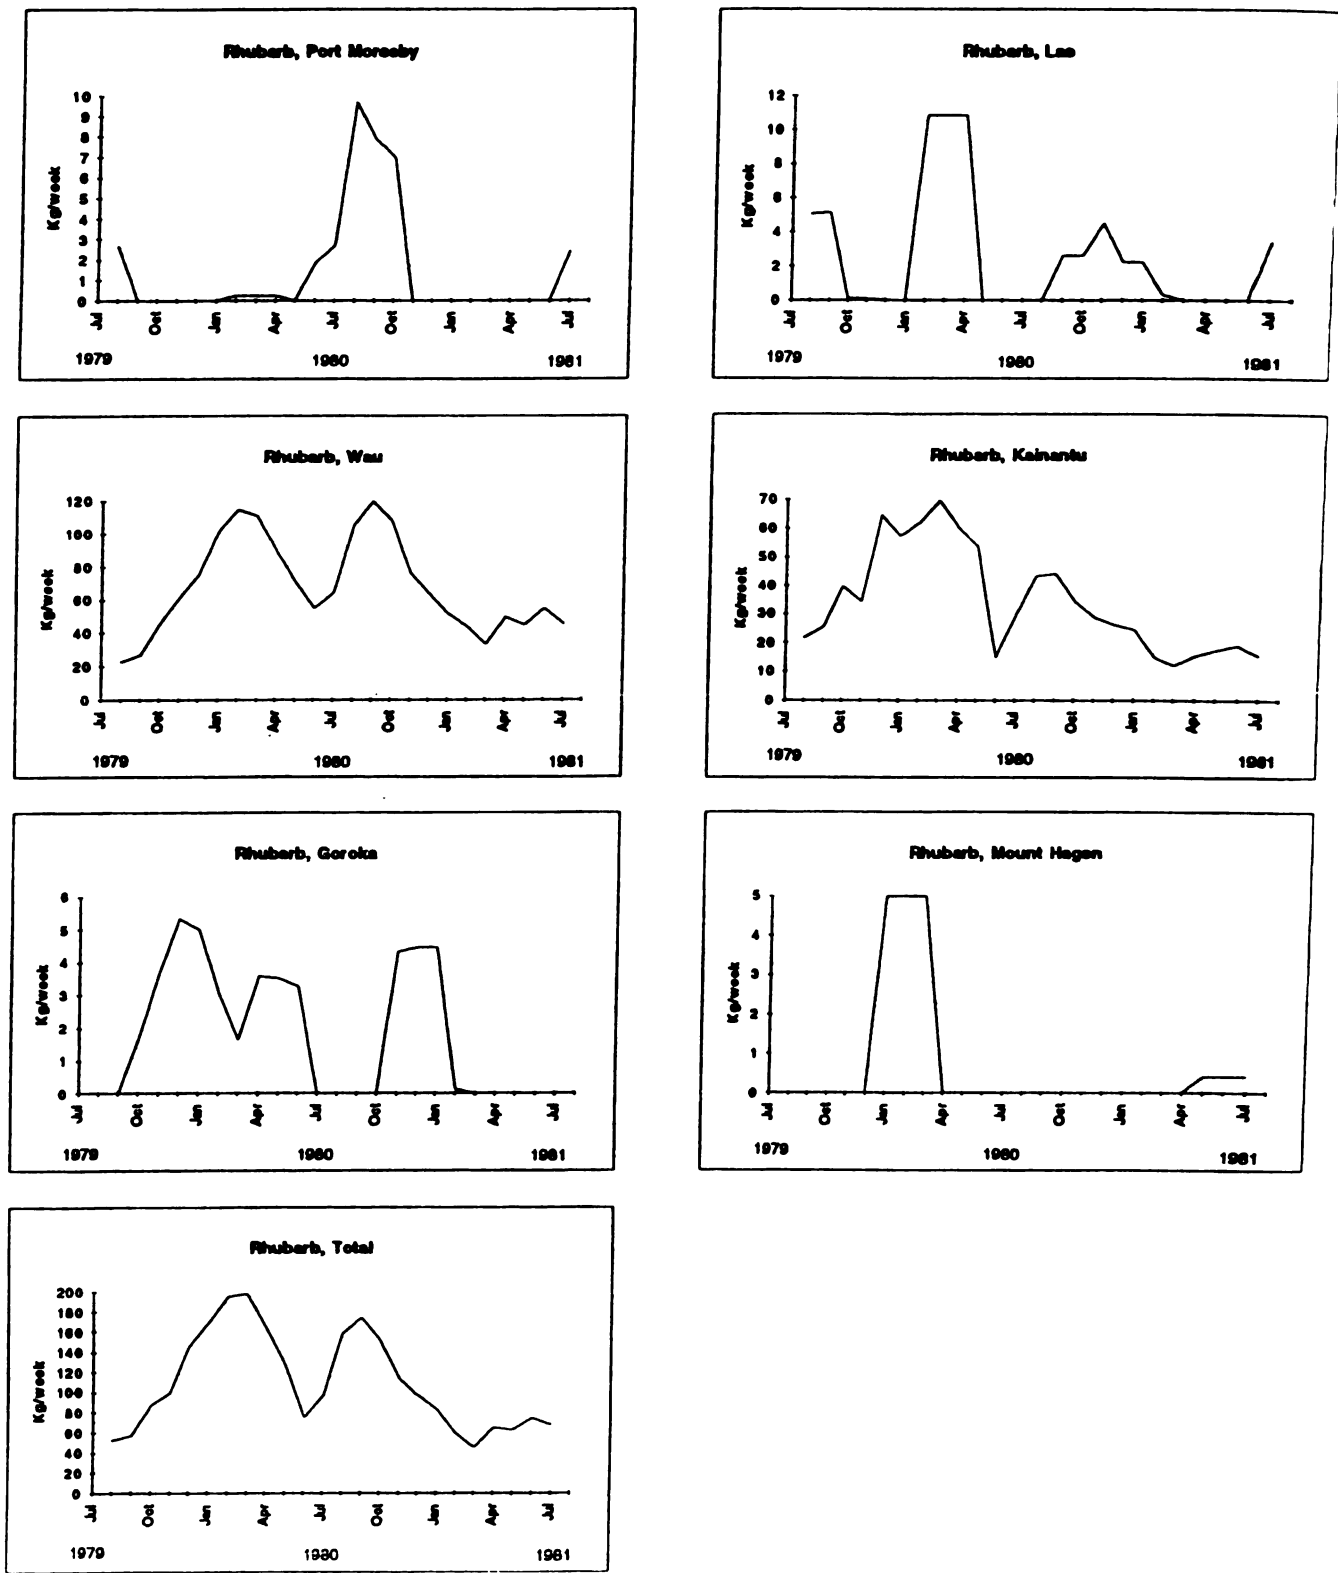 Rhubarb, Port Moresby
10
9
8
7
6
5
4
3
2
1
0
Kg/week
Jul Oct Jan Apr Jul Oct Jan Apr Jul
1979 1980 1981
Rhubarb, Lae
12
10
8
6
4
2
0
Kg/week
Jul Oct Jan Apr Jul Oct Jan Apr Jul
1979 1980 1981
Rhubarb, Wau
120
100
80
60
40
20
0
Kg/week
Jul Oct Jan Apr Jul Oct Jan Apr Jul
1979 1980 1981
Rhubarb, Kainantu
70
60
50
40
30
20
10
0
Kg/week
Jul Oct Jan Apr Jul Oct Jan Apr Jul
1979 1980 1981
Rhubarb, Goroka
6
5
4
3
2
1
0
Kg/week
Jul Oct Jan Apr Jul Oct Jan Apr Jul
1979 1980 1981
Rhubarb, Mount Hagen
5
4
3
2
1
0
Kg/week
Jul Oct Jan Apr Jul Oct Jan Apr Jul
1979 1980 1981
Rhubarb, Total
200
180
160
140
120
100
80
60
40
20
0
Kg/week
Jul Oct Jan Apr Jul Oct Jan Apr Jul
1979 1980 1981